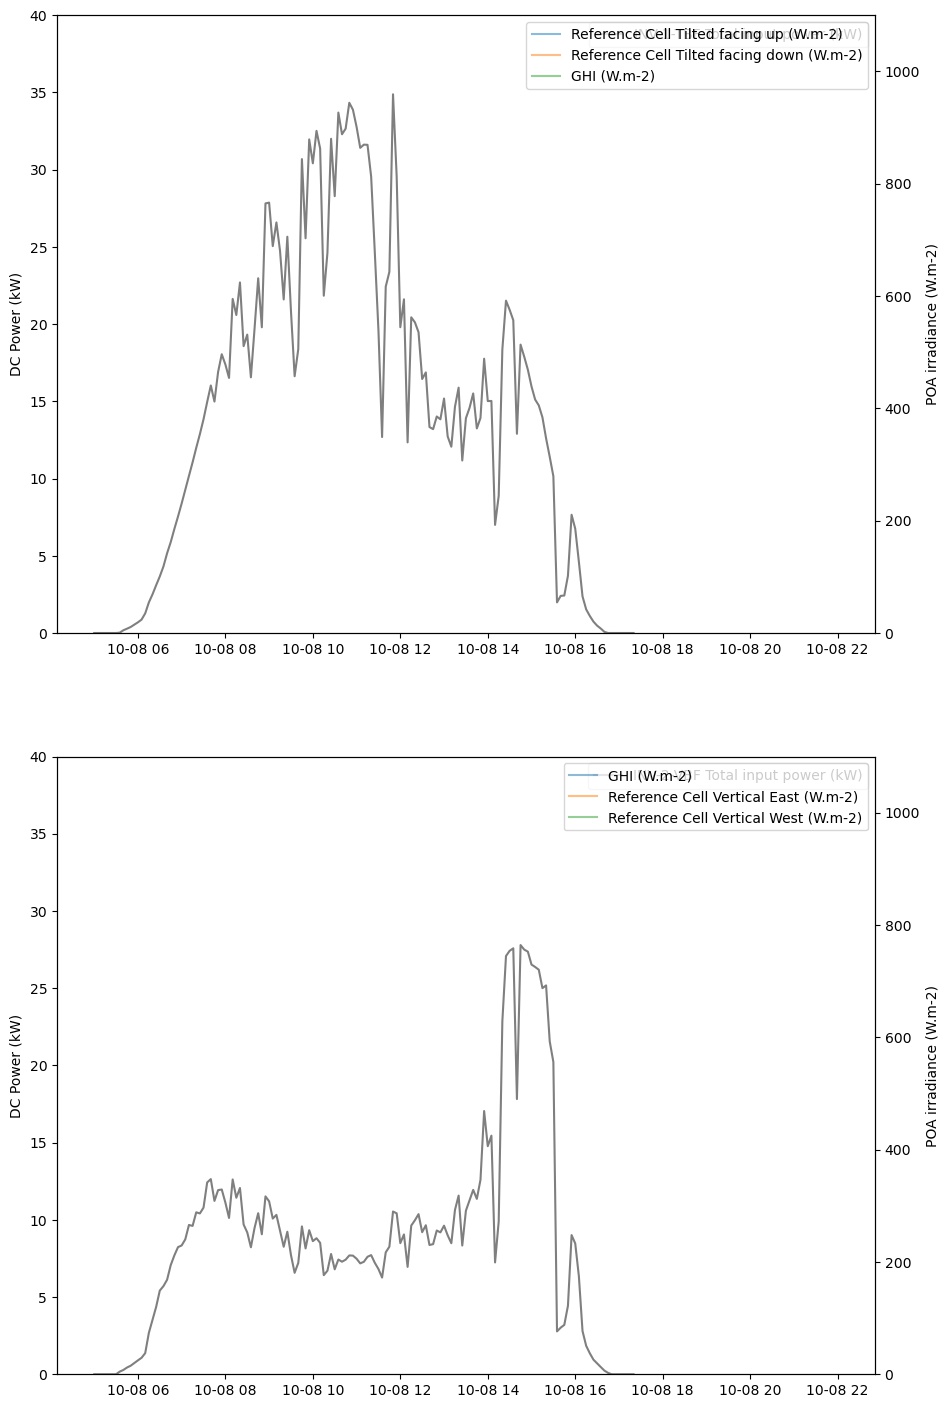 40
35
30
25
20
15
10
5
0
DC Power (kW)
Reference Cell Tilted facing up (W.m-2)
Reference Cell Tilted facing down (W.m-2)
GHI (W.m-2)
1000
800
600
400
200
0
POA irradiance (W.m-2)
10-08 06 10-08 08 10-08 10 10-08 12 10-08 14 10-08 16 10-08 18 10-08 20 10-08 22
40
35
30
25
20
15
10
5
0
DC Power (kW)
GHI (W.m-2) Total input power (kW)
Reference Cell Vertical East (W.m-2)
Reference Cell Vertical West (W.m-2)
1000
800
600
400
200
0
POA irradiance (W.m-2)
10-08 06 10-08 08 10-08 10 10-08 12 10-08 14 10-08 16 10-08 18 10-08 20 10-08 22